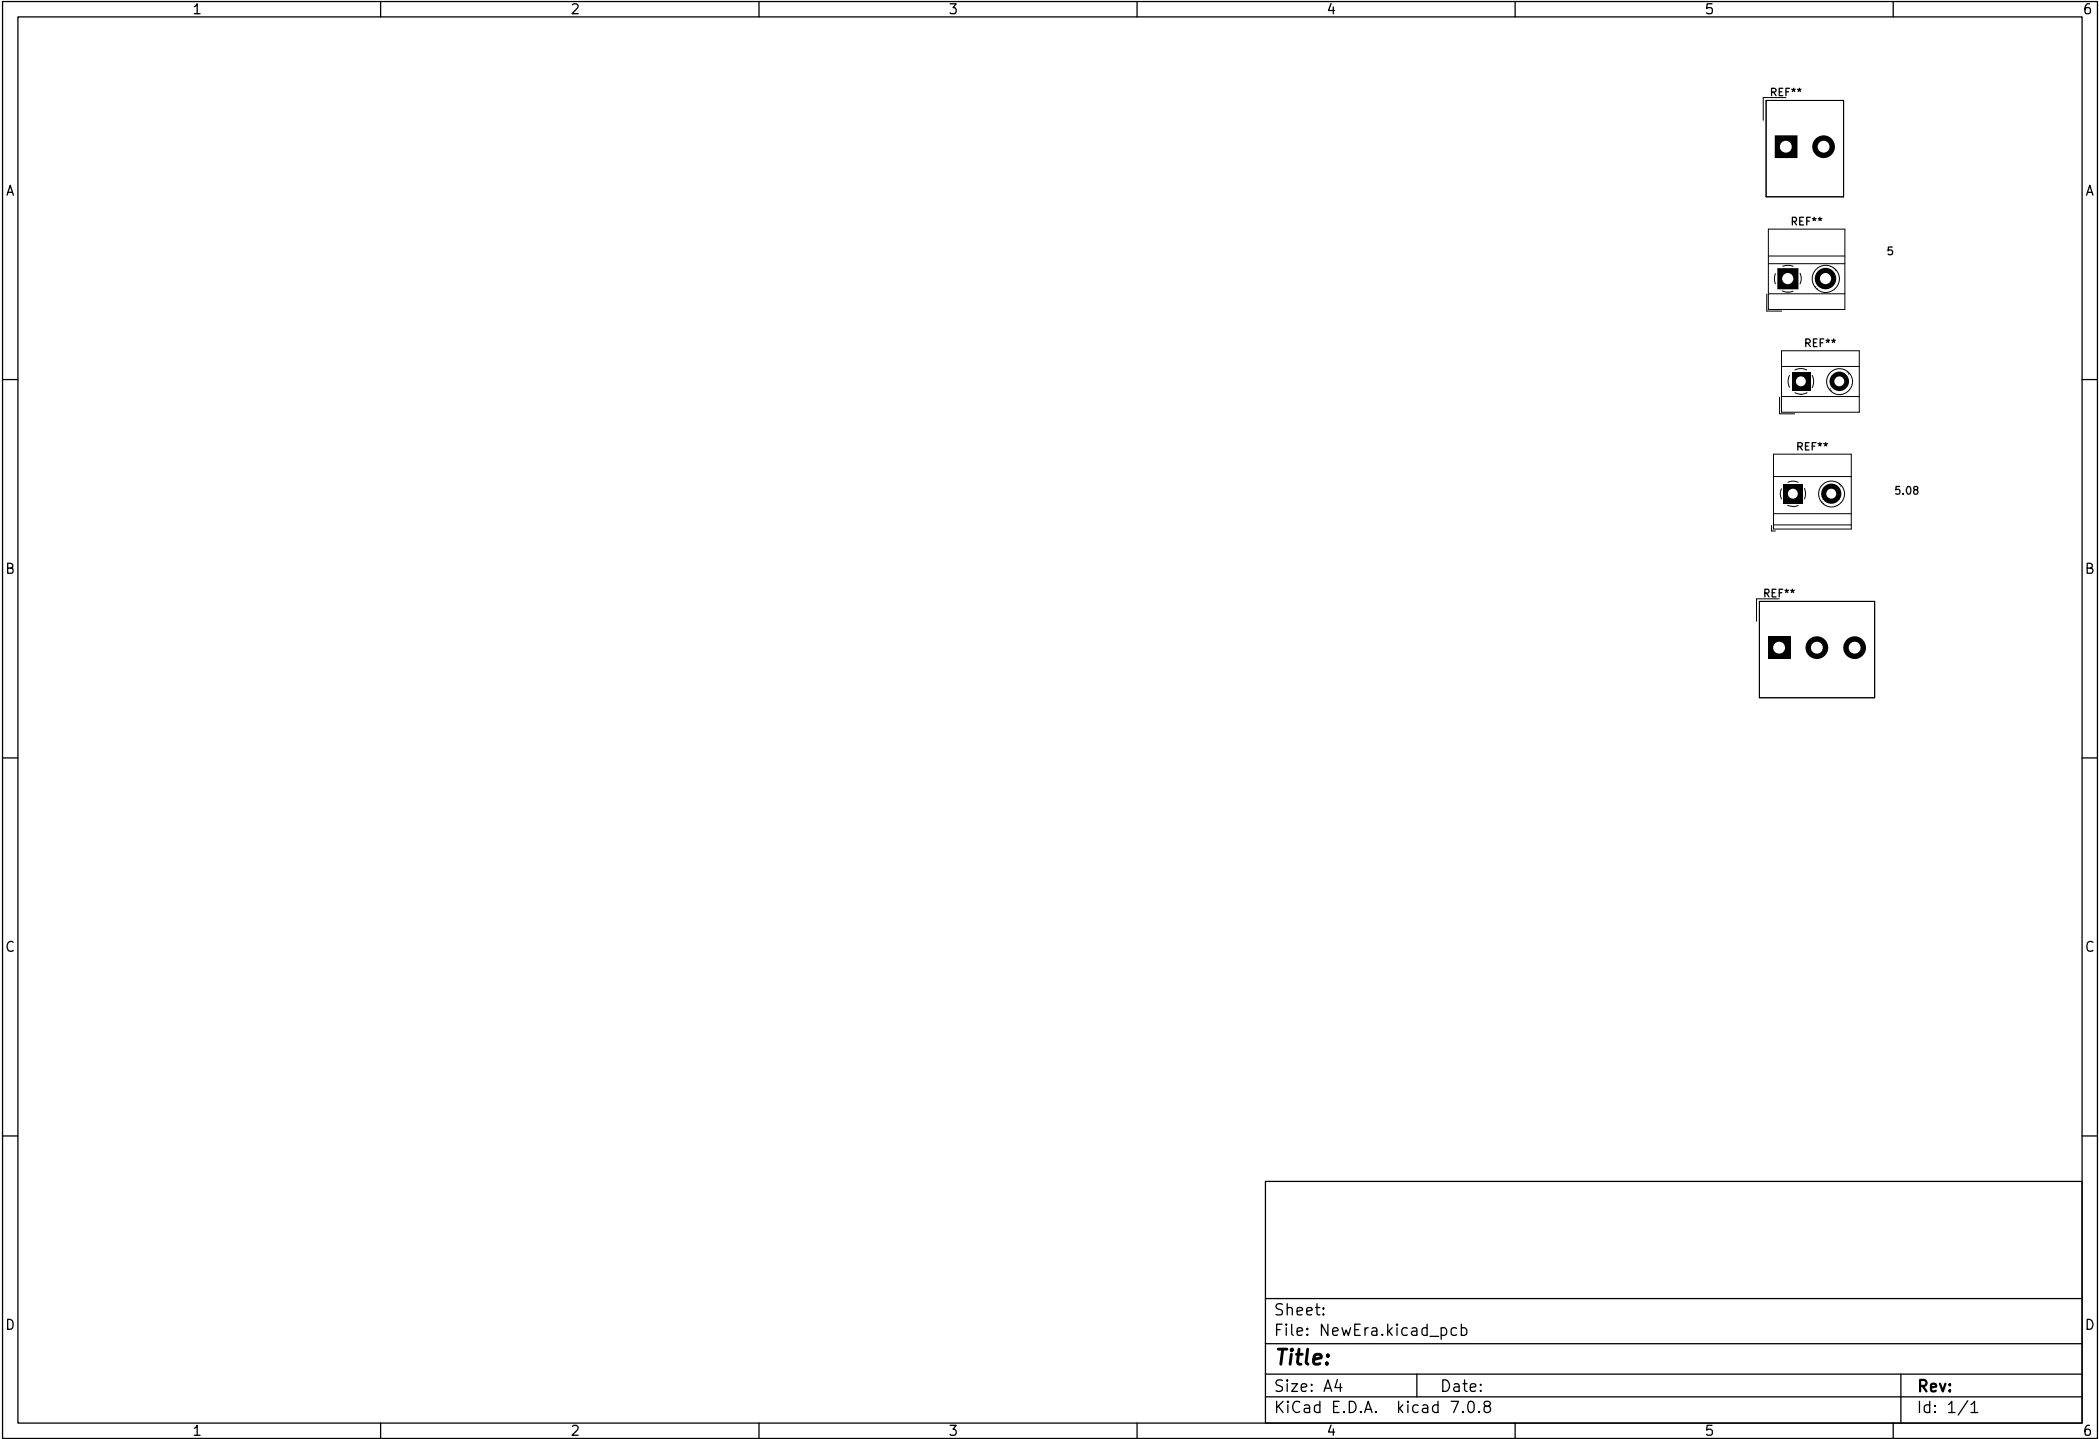 1 2 3 4 5 6
REF**
A A
REF**
5
REF**
REF**
5.08
B B
REF**
C C
Sheet:
D D
File: NewEra.kicad_pcb
Title:
Size: A4 Date: Rev:
KiCad E.D.A. kicad 7.0.8 Id: 1/1
1 2 3 4 5 6